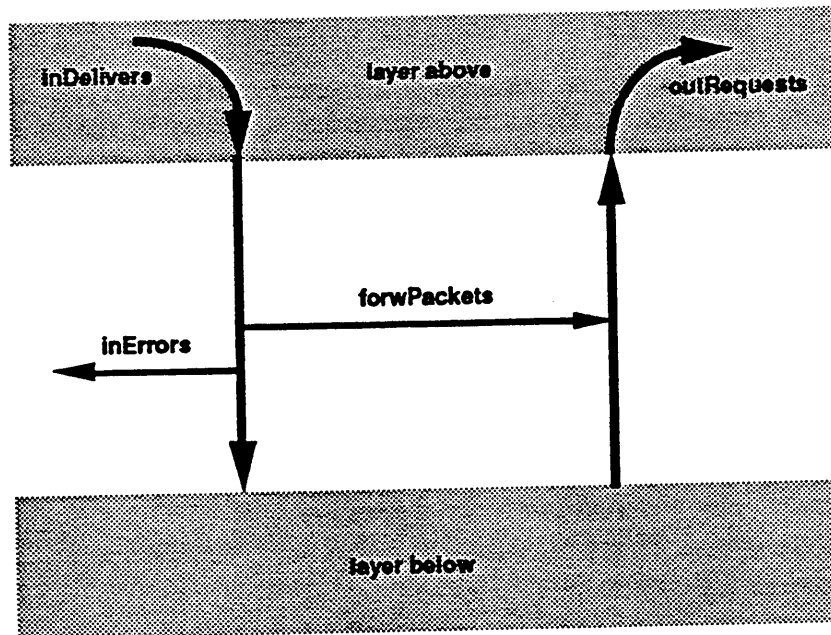 inDelivers
layer above
outRequests
forwPackets
inErrors
layer below